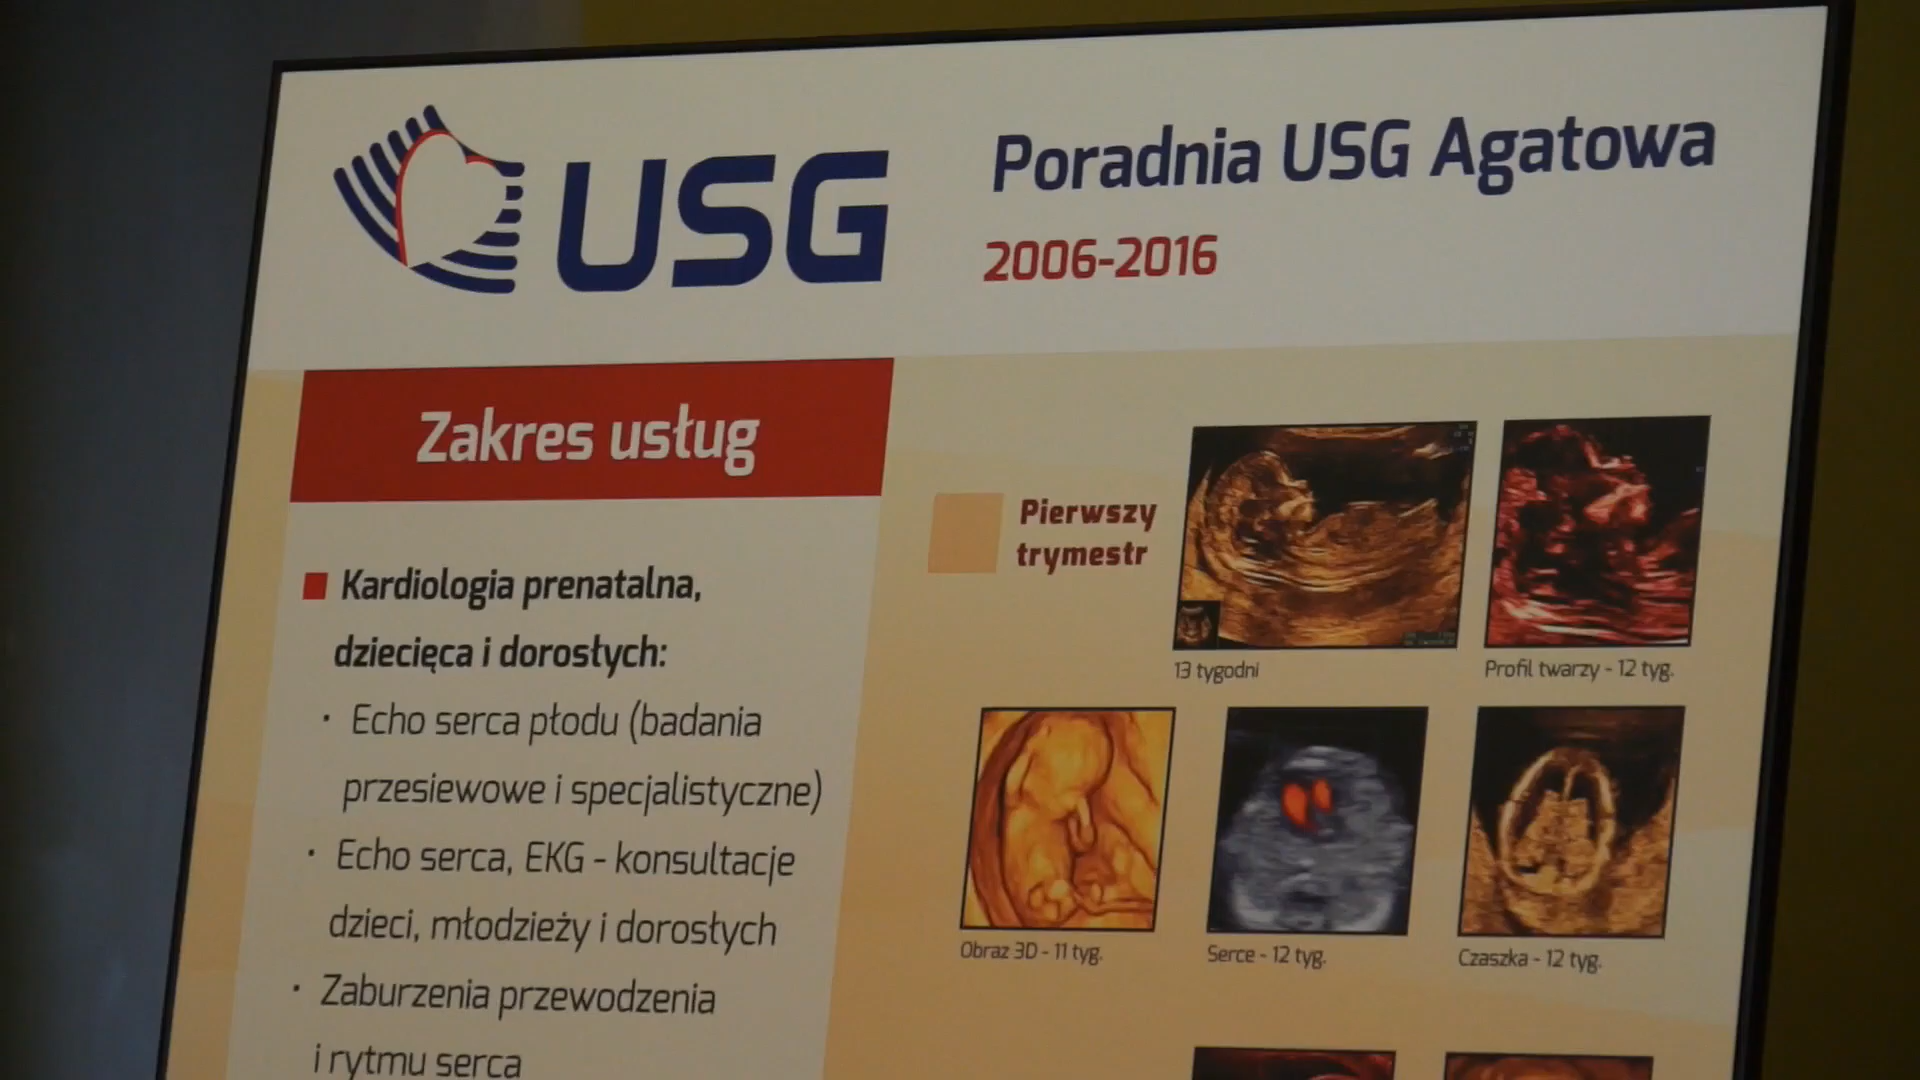 USG
Poradnia USG Agatowa
2006-2016
Zakres usług
Kardiologia prenatalna,
dziecięca i dorosłych:
· Echo serca płodu (badania
przesiewowe i specjalistyczne)
· Echo serca, EKG - konsultacje
dzieci, młodzieży i dorosłych
· Zaburzenia przewodzenia
i rytmu serca
Pierwszy
trymestr
13 tygodni
Profil twarzy - 12 tyg.
Obraz 3D - 11 tyg.
Serce - 12 tyg.
Czaszka - 12 tyg.